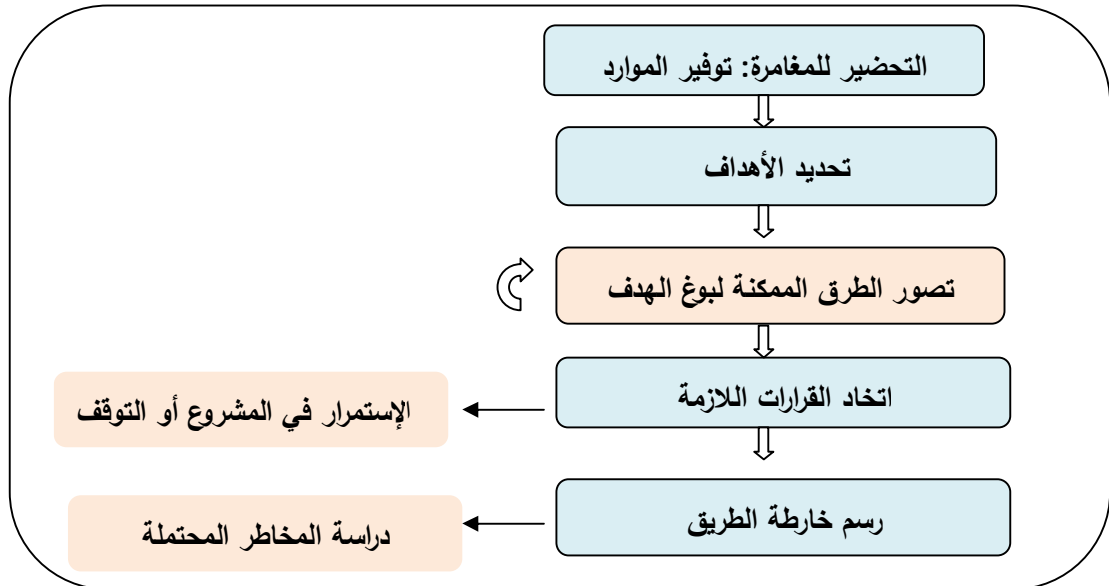 التحضير للمغامرة: توفير الموارد
تحديد الأهداف
تصور الطرق الممكنة لبوغ الهدف
اتخاد القرارات اللازمة
الإستمرار في المشروع أو التوقف
رسم خارطة الطريق
دراسة المخاطر المحتملة